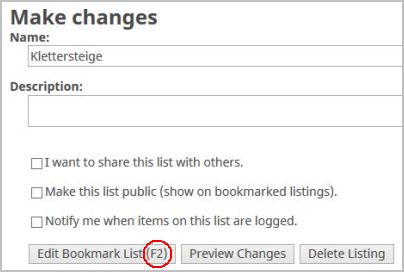 Make changes
Name:
Klettersteige
Description:
I want to share this list with others.
Make this list public (show on bookmarked listings).
Notify me when items on this list are logged.
Edit Bookmark List (F2) Preview Changes Delete Listing